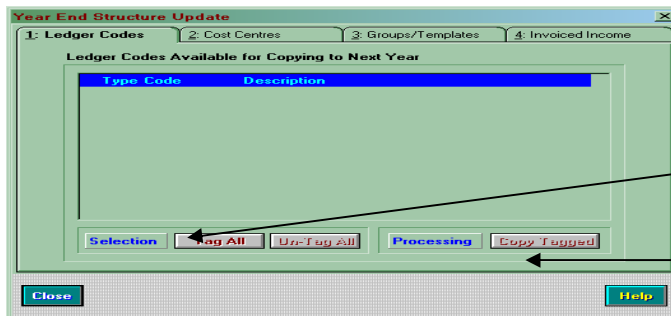 Year End Structure Update
1: Ledger Codes 2: Cost Centres 3: Groups/Templates 4: Invoiced Income
Ledger Codes Available for Copying to Next Year
Type Code Description
Selection Tag All Un-Tag All Processing Copy Tagged
Close Help